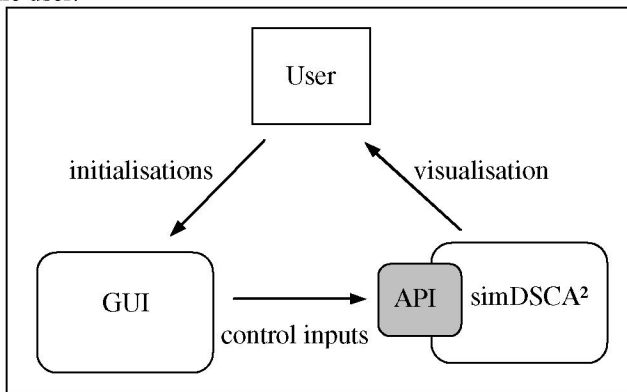 User
initialisations
visualisation
GUI
API
simDSCA²
control inputs